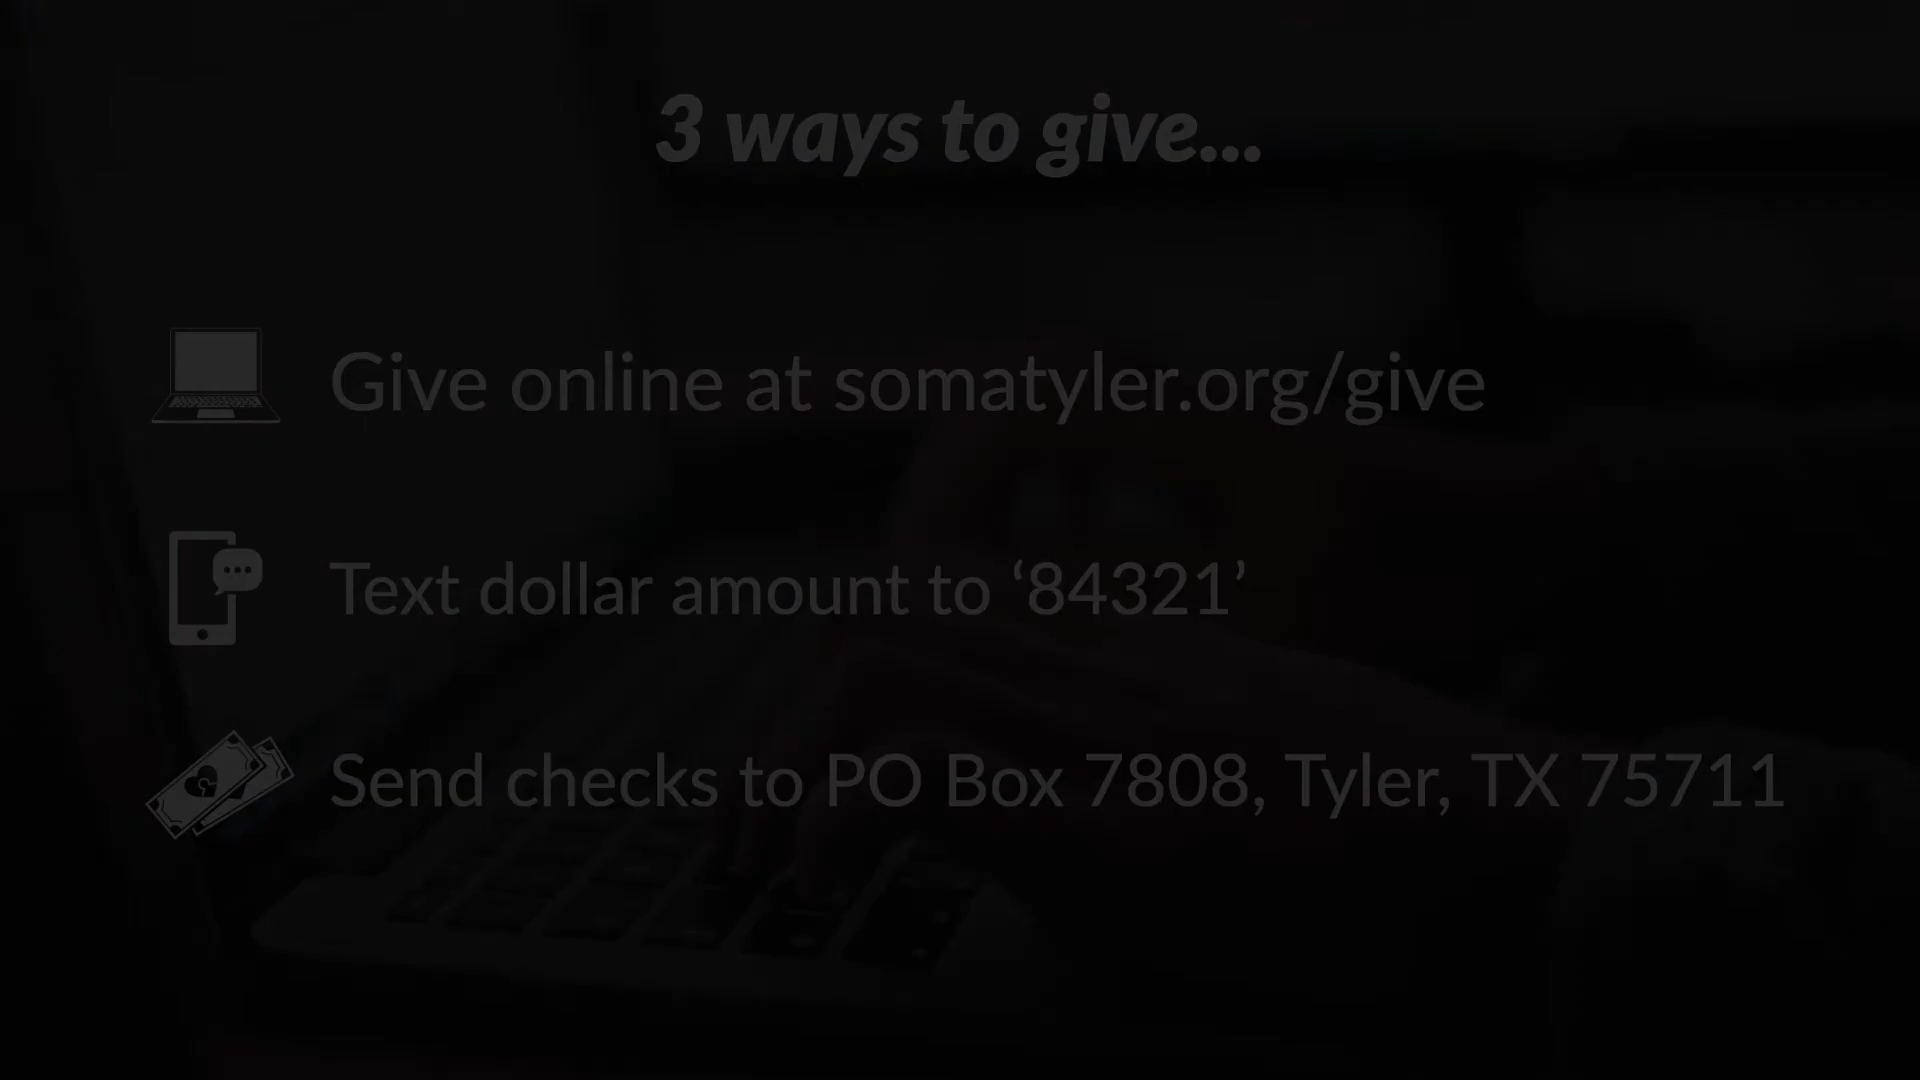 3 ways to give...
Give online at somatyler.org/give
Text dollar amount to ‘84321’
Send checks to PO Box 7808, Tyler, TX 75711